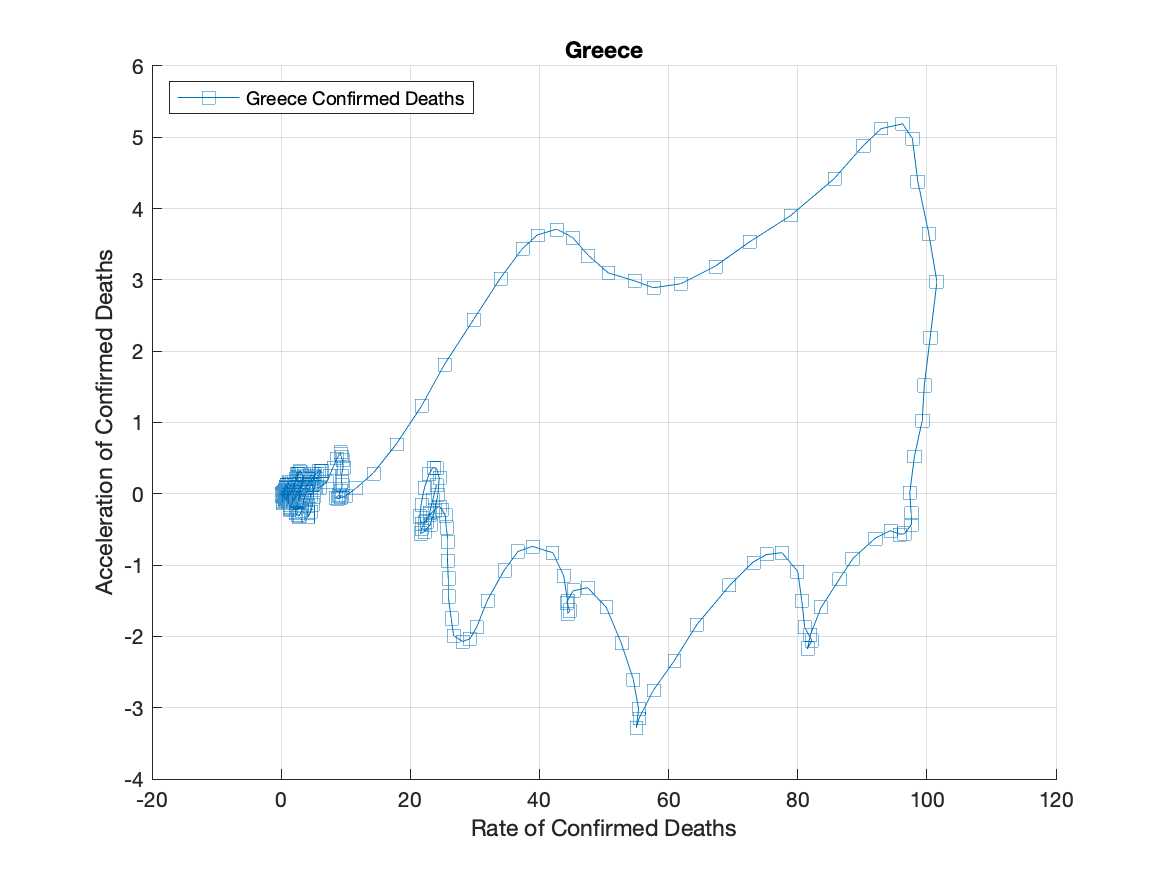 Greece
Greece Confirmed Deaths
6
5
4
3
2
1
0
-1
-2
-3
-4
Acceleration of Confirmed Deaths
-20 0 20 40 60 80 100 120
Rate of Confirmed Deaths